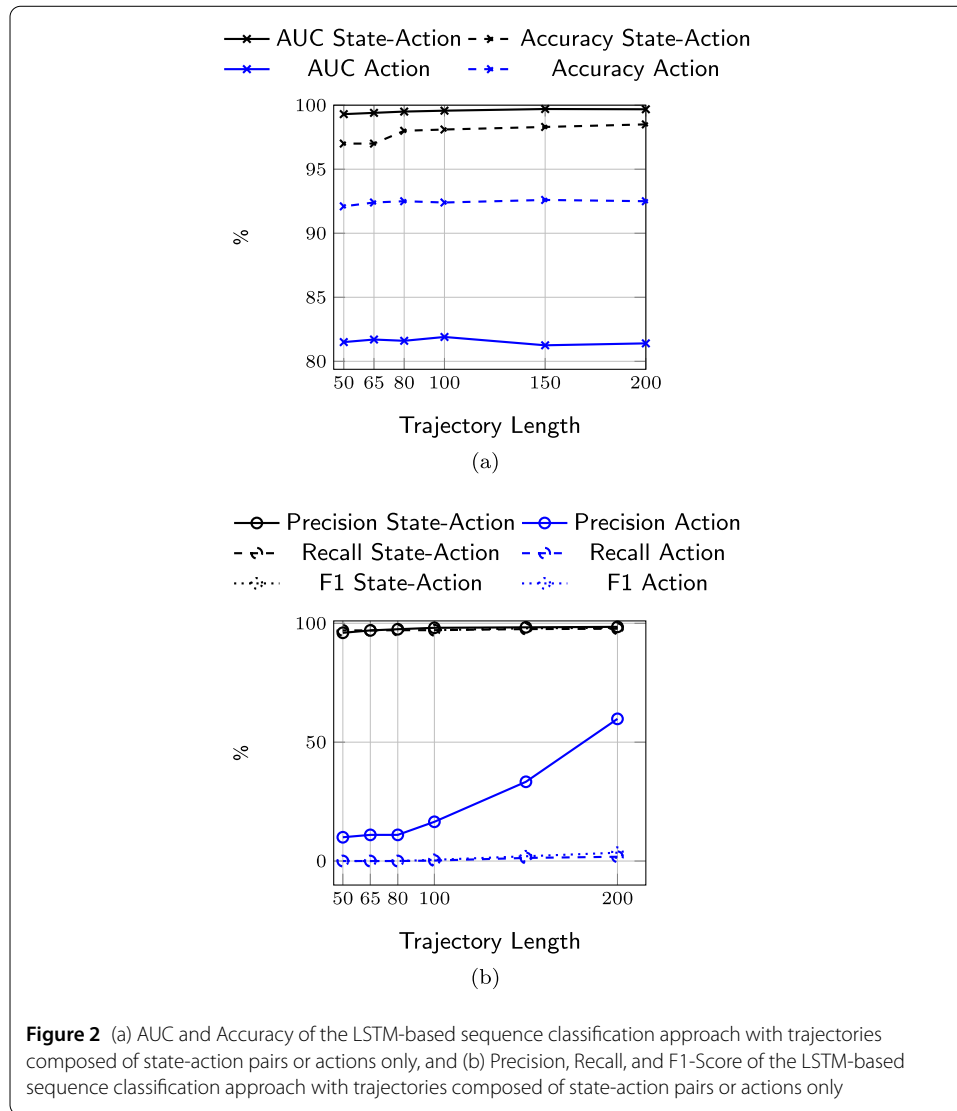 AUC State-Action Accuracy State-Action
AUC Action Accuracy Action
100
95
90
85
80
%
50 65 80 100 150 200
Trajectory Length
(a)
Precision State-Action Precision Action
Recall State-Action Recall Action
F1 State-Action F1 Action
100
50
0
%
50 65 80 100 200
Trajectory Length
(b)
Figure 2 (a) AUC and Accuracy of the LSTM-based sequence classification approach with trajectories
composed of state-action pairs or actions only, and (b) Precision, Recall, and F1-Score of the LSTM-based
sequence classification approach with trajectories composed of state-action pairs or actions only